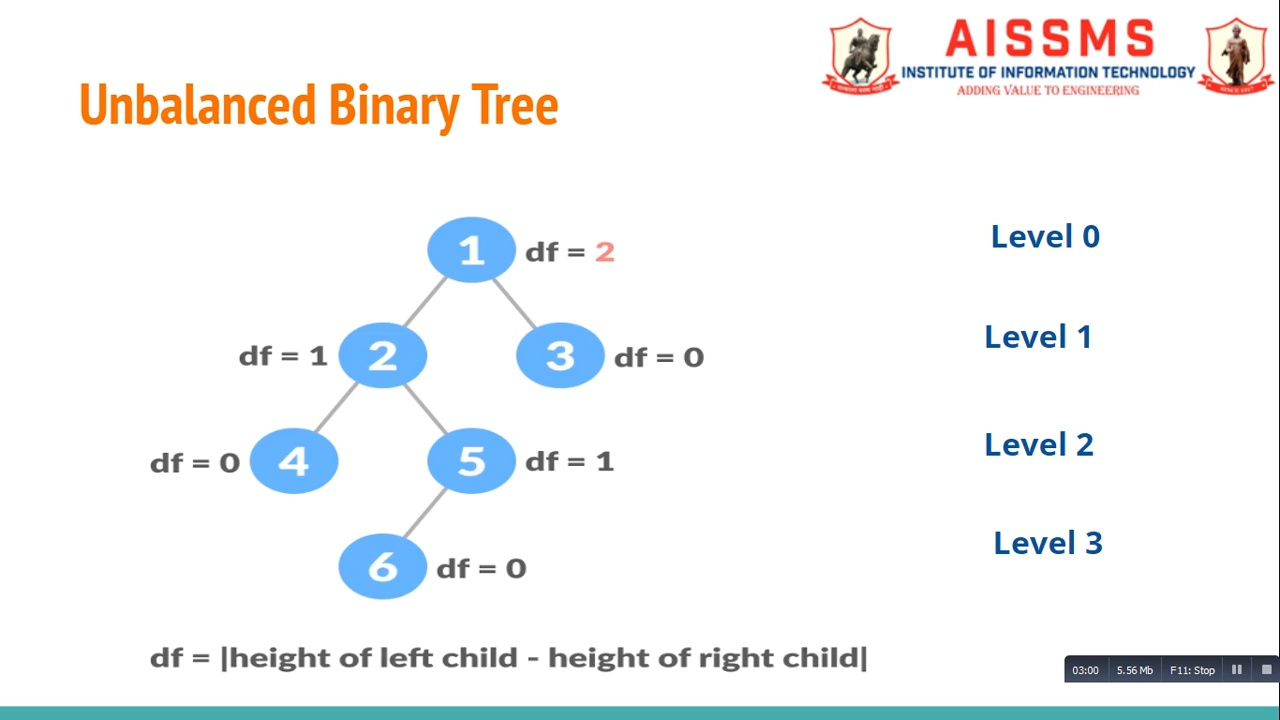 AISSMS
INSTITUTE OF INFORMATION TECHNOLOGY
ADDING VALUE TO ENGINEERING
Unbalanced Binary Tree
1 df = 2
Level 0
df = 1 2
3 df = 0
Level 1
df = 0 4
5 df = 1
Level 2
6 df = 0
Level 3
df = |height of left child - height of right child|
03:00 5.56 Mb F11: Stop